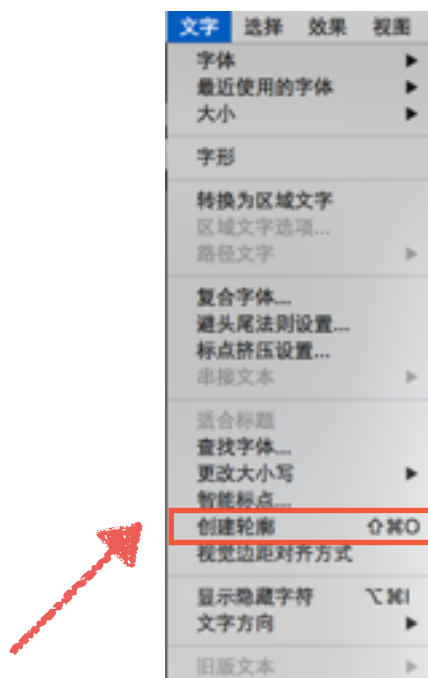 文字 选择 效果 视图
字体
最近使用的字体
大小
字形
转换为区域文字
区域文字选项...
路径文字
复合字体...
避头尾法则设置...
标点挤压设置...
串接文本
适合标题
查找字体...
更改大小写
智能标点...
创建轮廓 ⇧⌘O
视觉边距对齐方式
显示隐藏字符 ⌥⌘I
文字方向
旧版文本